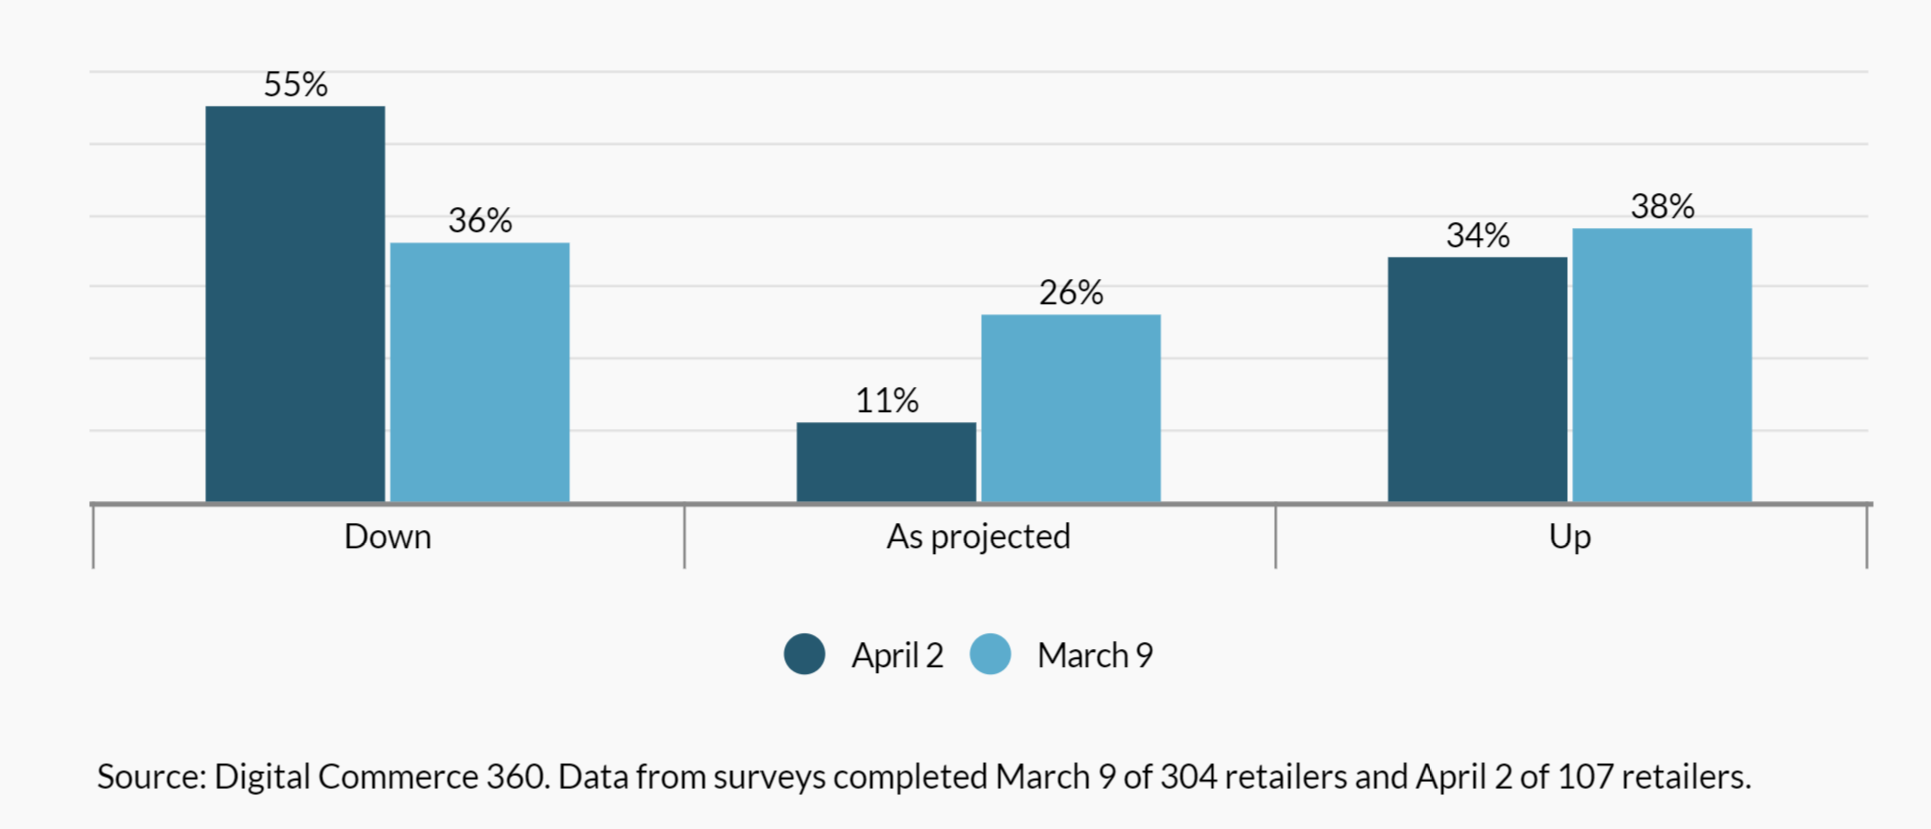 55%
36%
11%
26%
34%
38%
Down
As projected
Up
April 2
March 9
Source: Digital Commerce 360. Data from surveys completed March 9 of 304 retailers and April 2 of 107 retailers.